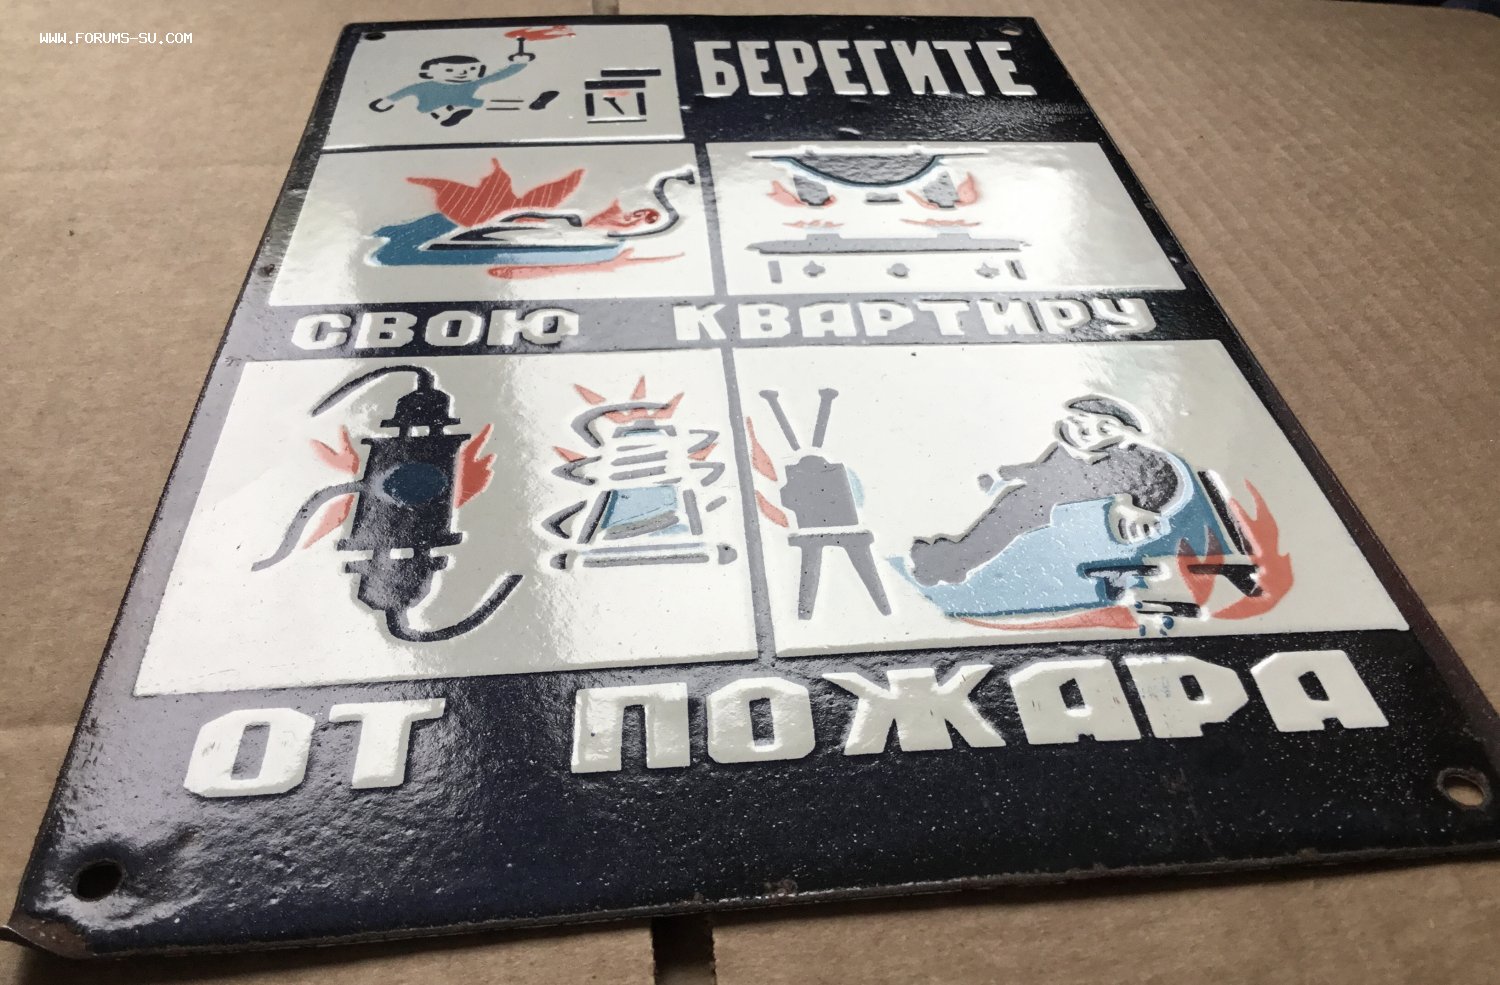 WWW.FORUMS-SU.COM
БЕРЕГИТЕ
СВОЮ КВАРТИРУ
ОТ ПОЖАРА